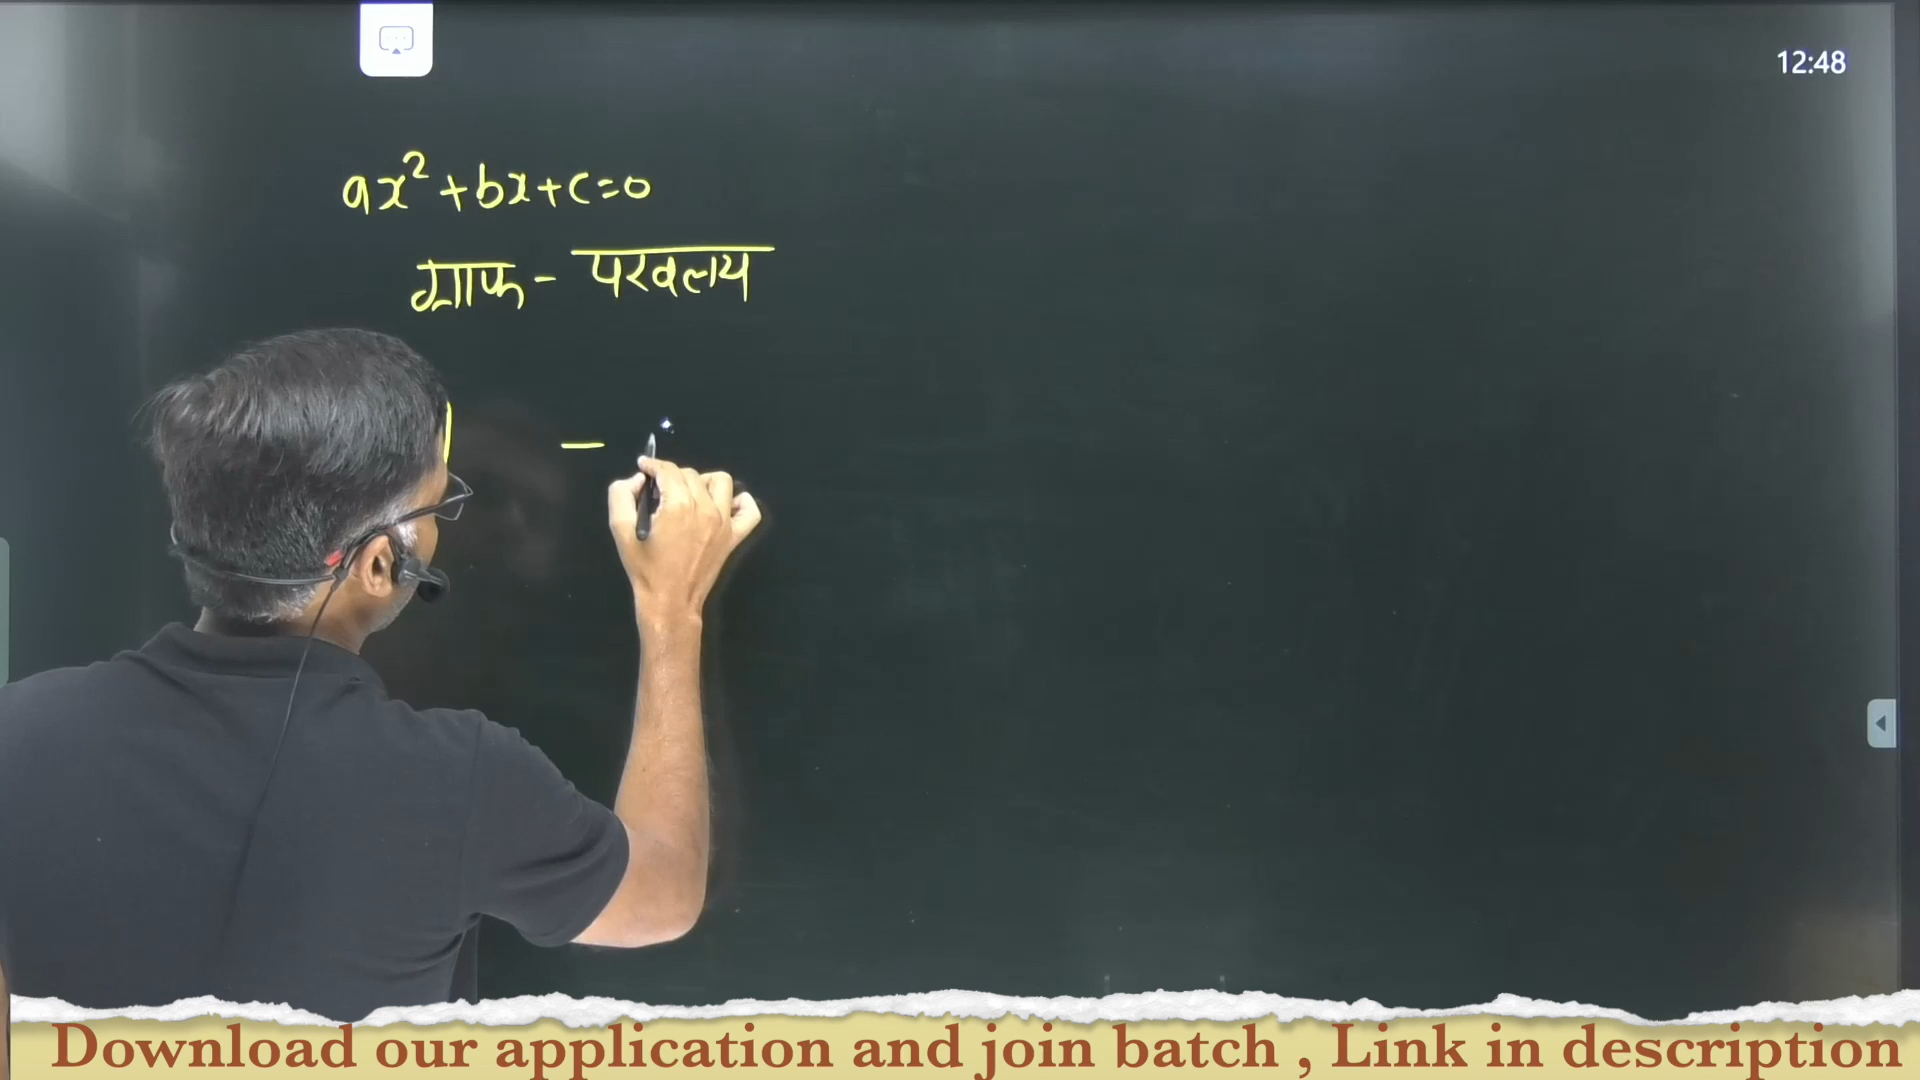 12:48
ax²+bx+c=0
ग्राफ - परवलय
-
Download our application and join batch , Link in description